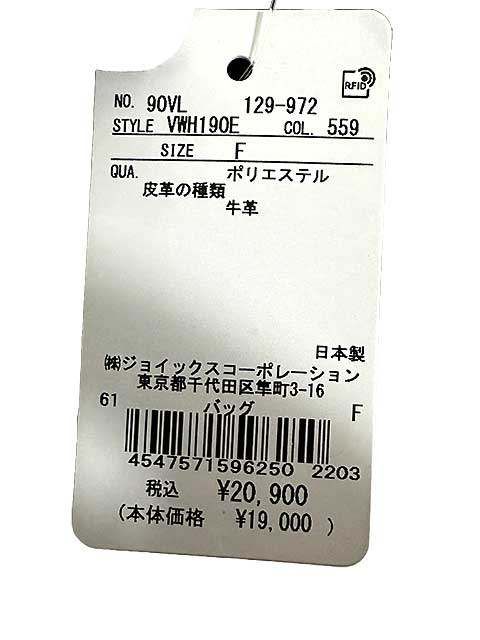 RFID
NO. 90VL 129-972
STYLE VWH190E COL. 559
SIZE F
QUA. ポリエステル
皮革の種類
牛革
日本製
㈱ジョイックスコーポレーション
東京都千代田区隼町3-16
61 バッグ F
4547571596250 2203
税込 ¥20,900
(本体価格 ¥19,000 )